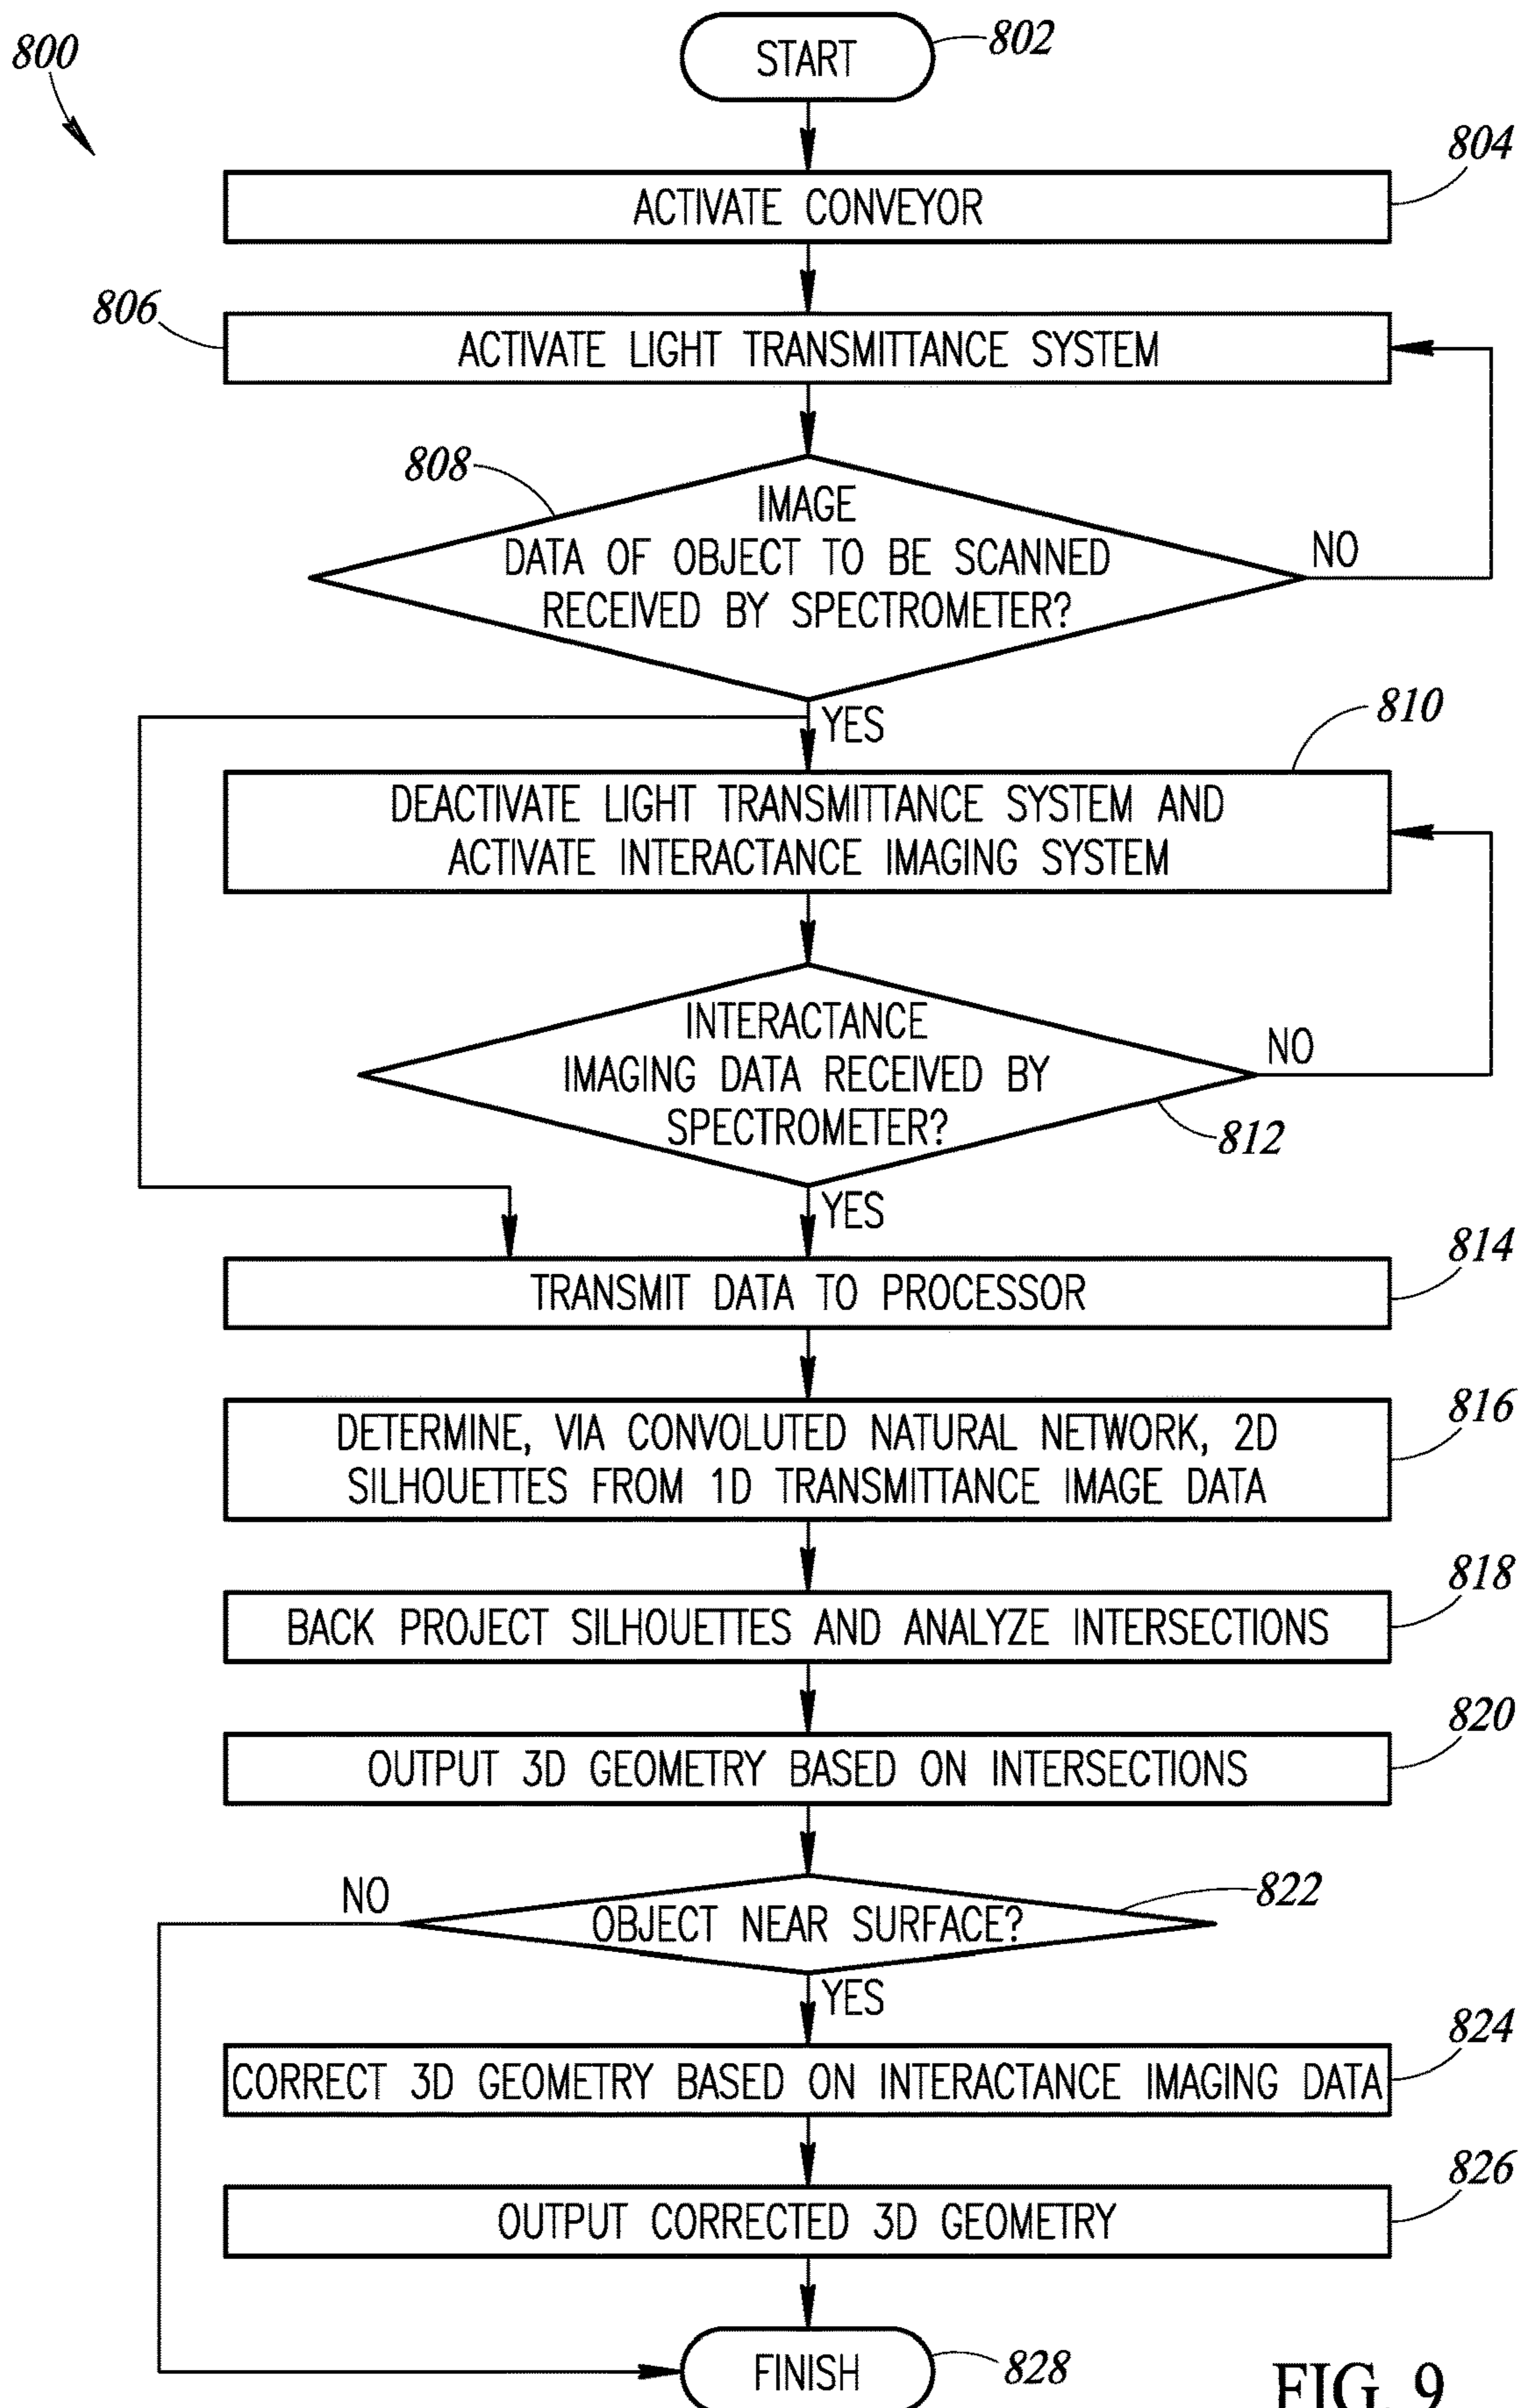 800
START
802
804
ACTIVATE CONVEYOR
806
ACTIVATE LIGHT TRANSMITTANCE SYSTEM
808
IMAGE
DATA OF OBJECT TO BE SCANNED
RECEIVED BY SPECTROMETER?
NO
YES
810
DEACTIVATE LIGHT TRANSMITTANCE SYSTEM AND
ACTIVATE INTERACTANCE IMAGING SYSTEM
INTERACTANCE
IMAGING DATA RECEIVED BY
SPECTROMETER?
NO
812
YES
814
TRANSMIT DATA TO PROCESSOR
816
DETERMINE, VIA CONVOLUTED NATURAL NETWORK, 2D
SILHOUETTES FROM 1D TRANSMITTANCE IMAGE DATA
818
BACK PROJECT SILHOUETTES AND ANALYZE INTERSECTIONS
820
OUTPUT 3D GEOMETRY BASED ON INTERSECTIONS
NO
822
OBJECT NEAR SURFACE?
YES
824
CORRECT 3D GEOMETRY BASED ON INTERACTANCE IMAGING DATA
826
OUTPUT CORRECTED 3D GEOMETRY
FINISH
828
FIG. 9